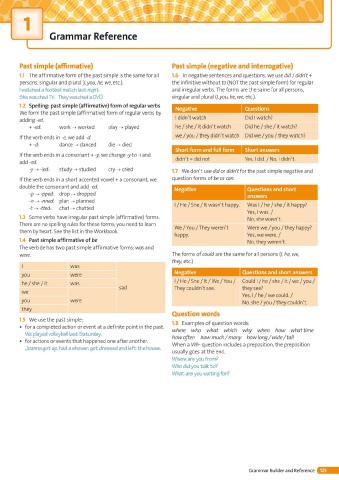 1
Grammar Reference
Past simple (affirmative)
1.1 The affirmative form of the past simple is the same for all
persons, singular and plural (I, you, he, we, etc.).
I watched a football match last night.
She watched TV. They watched a DVD.
1.2 Spelling: past simple (affirmative) form of regular verbs
We form the past simple (affirmative) form of regular verbs by
adding -ed.
+ -ed: work → worked play → played
If the verb ends in -e, we add -d:
+ -d: dance → danced die → died
If the verb ends in a consonant + -y, we change -y to -i and
add -ed:
-y → -ied: study → studied cry → cried
If the verb ends in a short accented vowel + a consonant, we
double the consonant and add -ed:
-p → -pped: drop → dropped
-n → -nned: plan → planned
-t → -tted: chat → chatted
1.3 Some verbs have irregular past simple (affirmative) forms.
There are no spelling rules for these forms, you need to learn
them by heart. See the list in the Workbook.
1.4 Past simple affirmative of be
The verb be has two past simple affirmative forms: was and
were.
I was
you were
he / she / it was
sad
we
you were
they
1.5 We use the past simple:
• for a completed action or event at a definite point in the past.
We played volleyball last Saturday.
• for actions or events that happened one after another.
Joanna got up, had a shower, got dressed and left the house.
Past simple (negative and interrogative)
1.6 In negative sentences and questions, we use did / didn't +
the infinitive without to (NOT the past simple form) for regular
and irregular verbs. The forms are the same for all persons,
singular and plural (I, you, he, we, etc.).
Negative Questions
I didn't watch Did I watch?
he / she / it didn't watch Did he / she / it watch?
we / you / they didn't watch Did we / you / they watch?
Short form and full form Short answers
didn't = did not Yes, I did. / No, I didn't.
1.7 We don't use did or didn't for the past simple negative and
question forms of be or can:
Negative Questions and short
answers
I / He / She / It wasn't happy. Was I / he / she / it happy?
Yes, I was. /
No, she wasn't.
We / You / They weren't Were we / you / they happy?
happy. Yes, we were. /
No, they weren't.
The forms of could are the same for all persons (I, he, we,
they, etc.)
Negative Questions and short answers
I / He / She / It / We / You / Could I / he / she / it / we / you /
They couldn't see. they see?
Yes, I / he / we could. /
No, she / you / they couldn't.
Question words
1.8 Examples of question words:
where who what which why when how what time
how often how much / many how long / wide / tall
When a Wh- question includes a preposition, the preposition
usually goes at the end.
Where are you from?
Who did you talk to?
What are you waiting for?
Grammar Builder and Reference